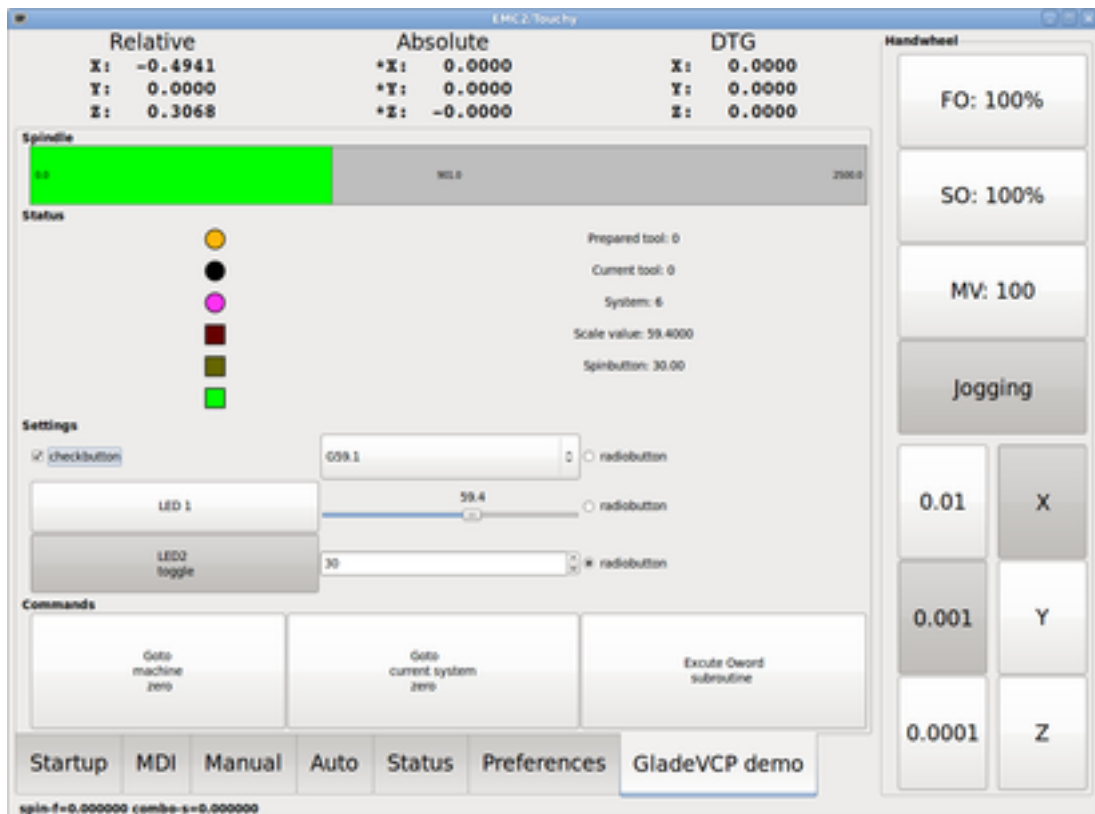 EMC2/Touchy
Relative Absolute DTG
X: -0.4941 *X: 0.0000 X: 0.0000
Y: 0.0000 *Y: 0.0000 Y: 0.0000
Z: 0.3068 *Z: -0.0000 Z: 0.0000
Spindle
0.0 901.0 2500.0
Status
Prepared tool: 0
Current tool: 0
System: 6
Scale value: 59.4000
Spinbutton: 30.00
Settings
checkbutton G59.1 radiobutton
LED 1 59.4 radiobutton
LED2
toggle
30 radiobutton
Commands
Goto
machine
zero
Goto
current system
zero
Excute Oword
subroutine
Startup MDI Manual Auto Status Preferences GladeVCP demo
spin-f=0.000000 combo-s=0.000000
Handwheel
FO: 100%
SO: 100%
MV: 100
Jogging
0.01 X
0.001 Y
0.0001 Z